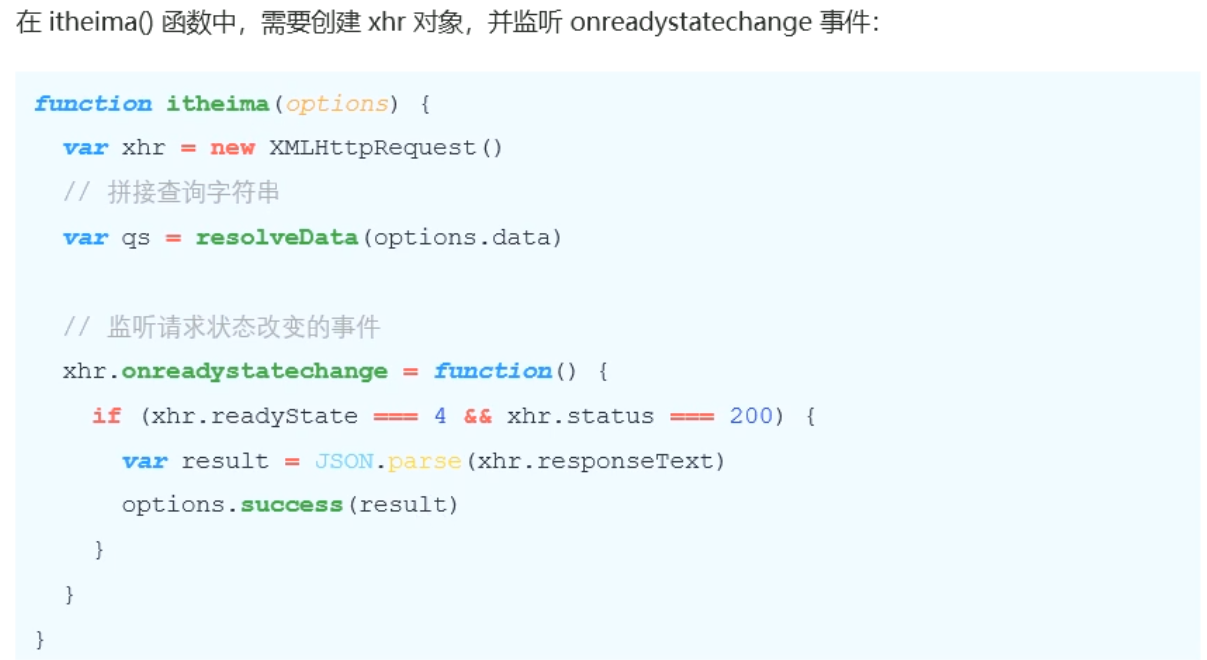 在 itheima() 函数中，需要创建 xhr 对象，并监听 onreadystatechange 事件：
function itheima(options) {
  var xhr = new XMLHttpRequest()
  // 拼接查询字符串
  var qs = resolveData(options.data)
  // 监听请求状态改变的事件
  xhr.onreadystatechange = function() {
    if (xhr.readyState === 4 && xhr.status === 200) {
      var result = JSON.parse(xhr.responseText)
      options.success(result)
    }
  }
}